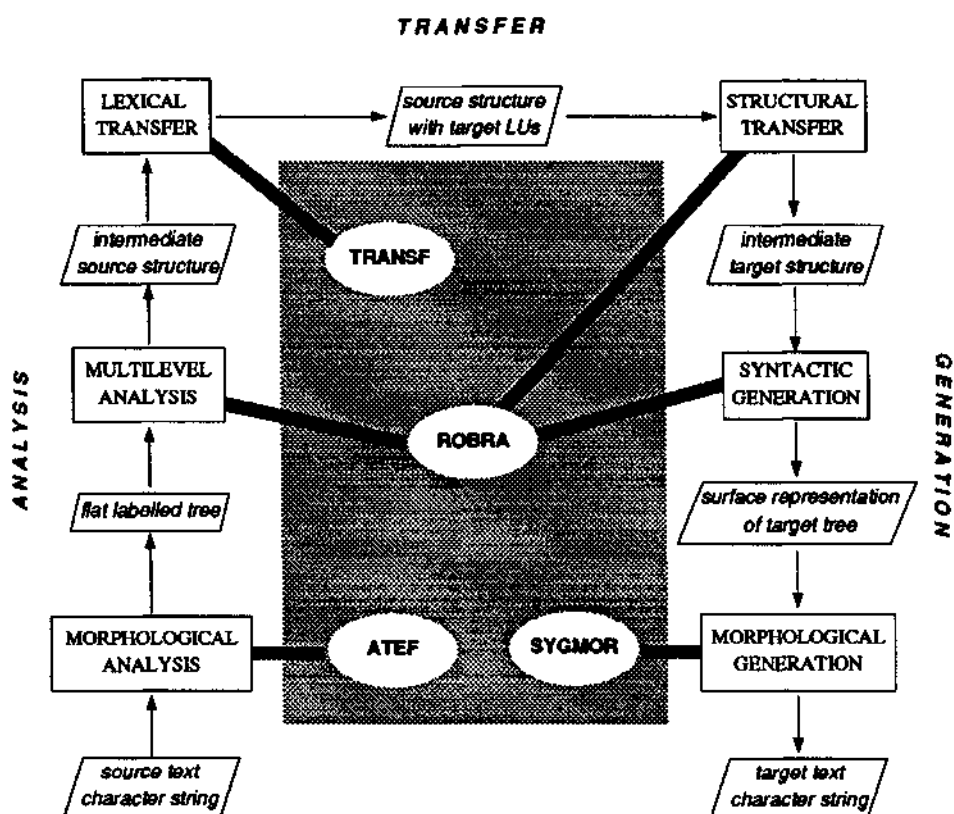 TRANSFER
LEXICAL
TRANSFER
source structure
with target LUs
STRUCTURAL
TRANSFER
intermediate
source structure
TRANSF
intermediate
target structure
ANALYSIS
MULTILEVEL
ANALYSIS
ROBRA
SYNTACTIC
GENERATION
GENERATION
flat labelled tree
surface representation
of target tree
MORPHOLOGICAL
ANALYSIS
ATEF
SYGMOR
MORPHOLOGICAL
GENERATION
source text
character string
target text
character string